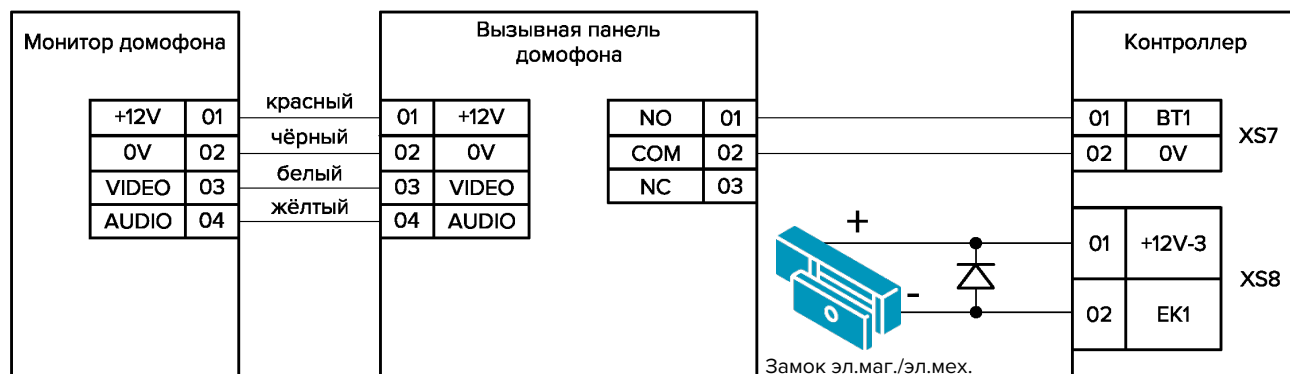 Монитор домофона
+12V 01
0V 02
VIDEO 03
AUDIO 04
красный
чёрный
белый
жёлтый
Вызывная панель
домофона
01 +12V
02 0V
03 VIDEO
04 AUDIO
NO 01
COM 02
NC 03
Контроллер
01 BT1
02 0V
XS7
01 +12V-3
02 EK1
XS8
+
-
Замок эл.маг./эл.мех.